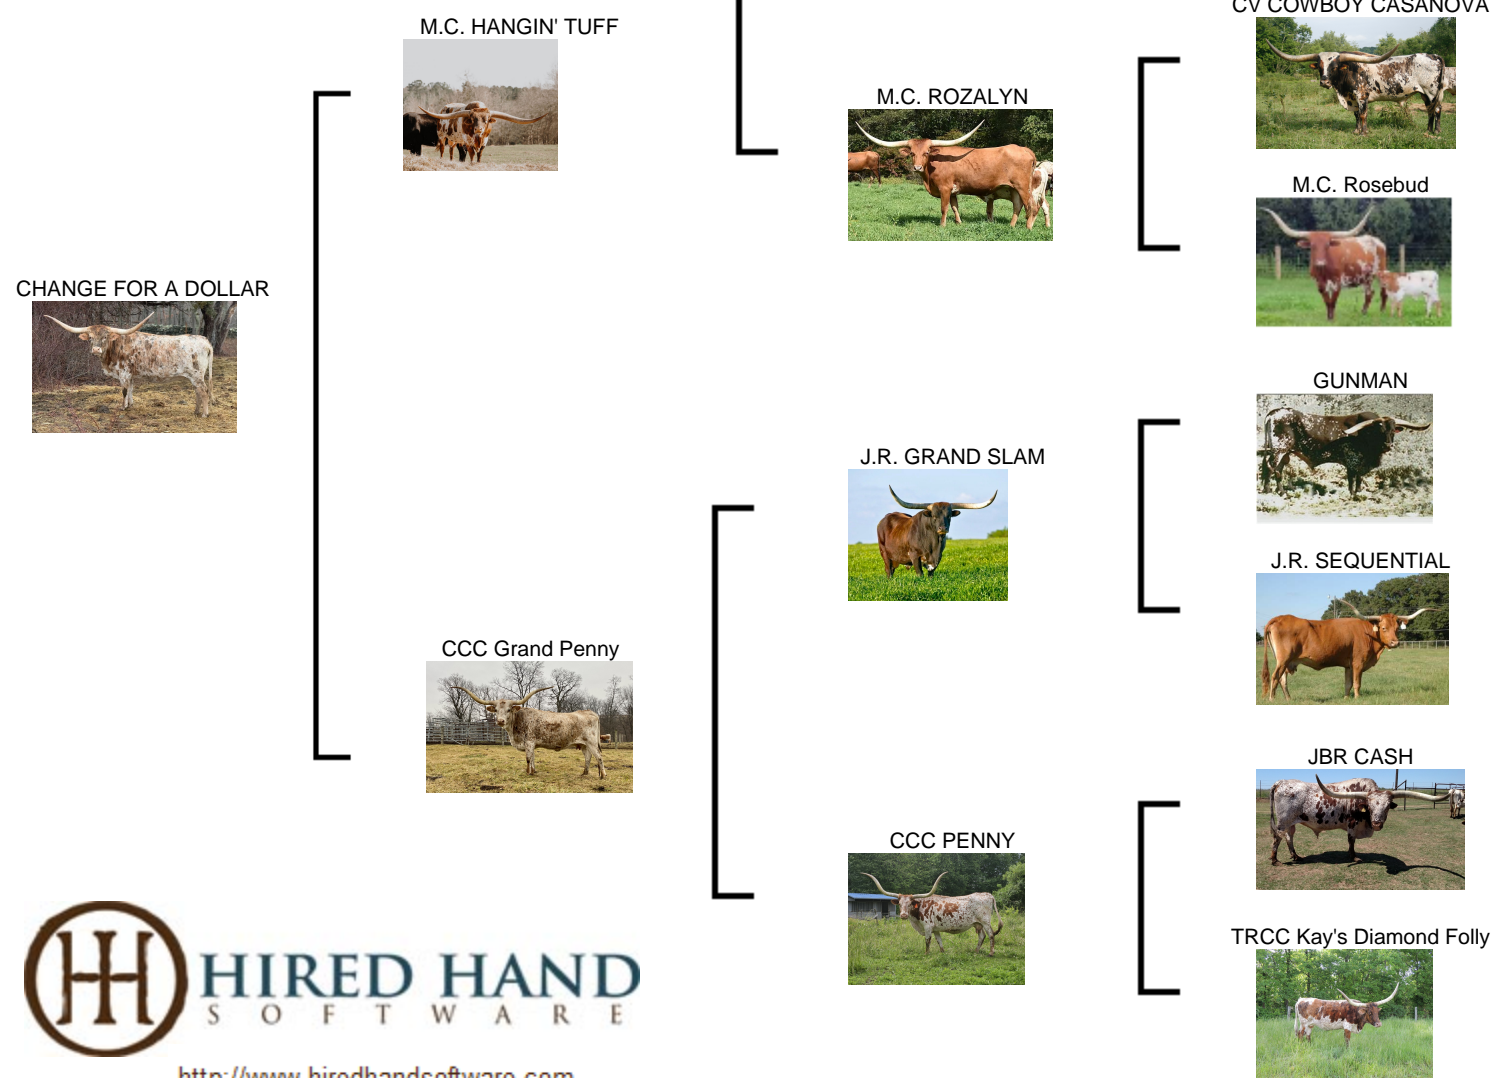 CV COWBOY CASANOVA
M.C. HANGIN' TUFF
M.C. ROZALYN
M.C. Rosebud
CHANGE FOR A DOLLAR
GUNMAN
J.R. GRAND SLAM
J.R. SEQUENTIAL
CCC Grand Penny
JBR CASH
CCC PENNY
TRCC Kay's Diamond Folly
HIRED HAND
SOFTWARE
http://www.hiredhandsoftware.com